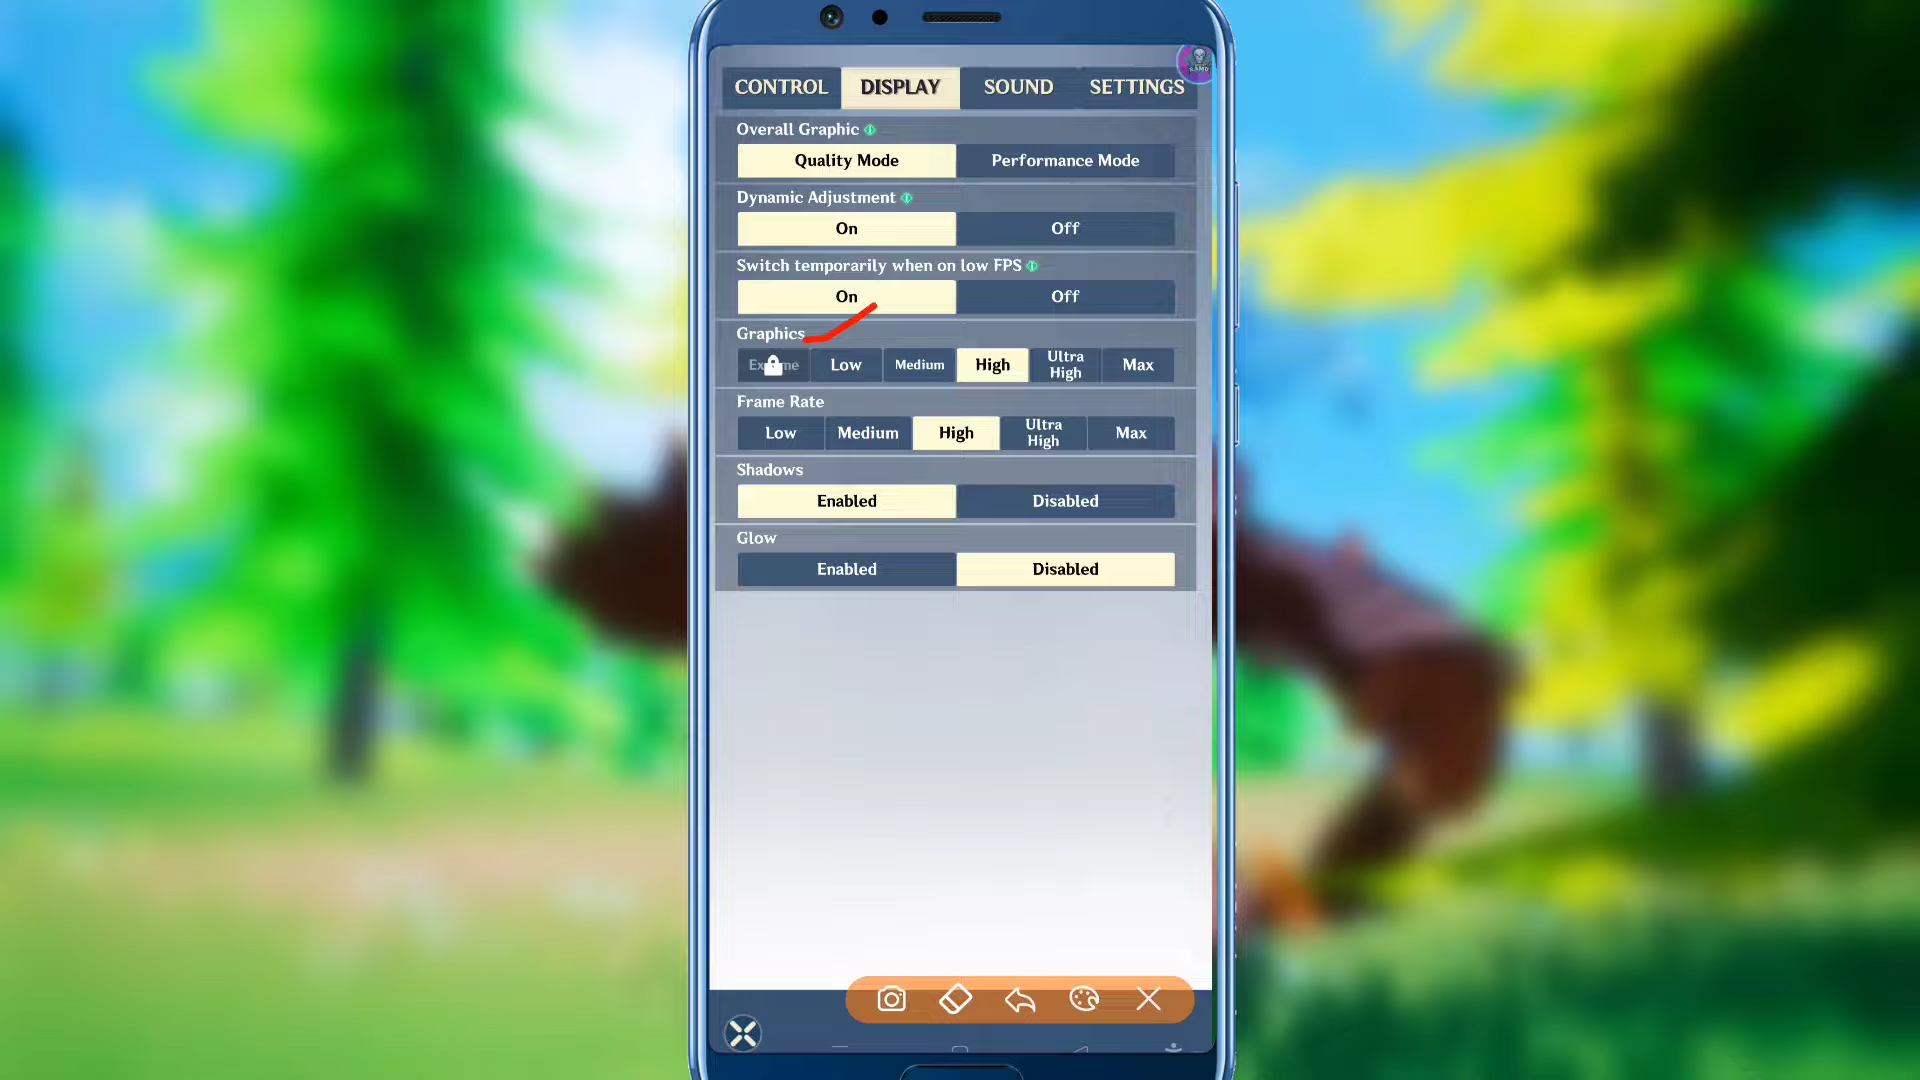 CONTROL DISPLAY SOUND SETTINGS
Overall Graphic
Quality Mode Performance Mode
Dynamic Adjustment
On Off
Switch temporarily when on low FPS
On Off
Graphics
Low Medium High Ultra High Max
Frame Rate
Low Medium High Ultra High Max
Shadows
Enabled Disabled
Glow
Enabled Disabled